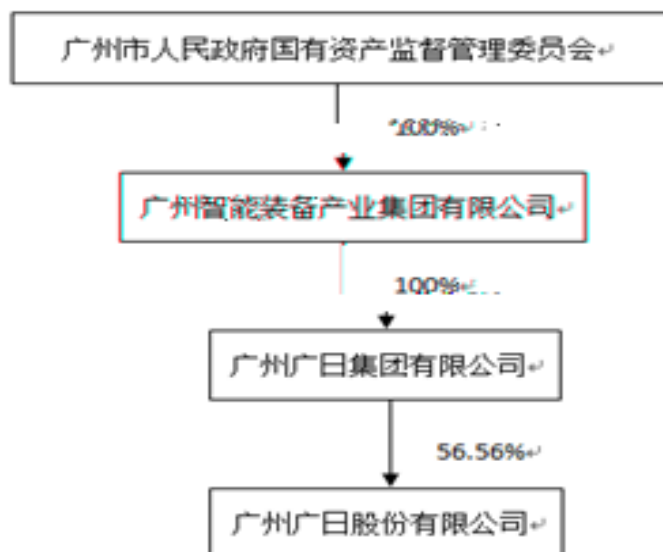 广州市人民政府国有资产监督管理委员会
100%
广州智能装备产业集团有限公司
100%
广州广日集团有限公司
56.56%
广州广日股份有限公司